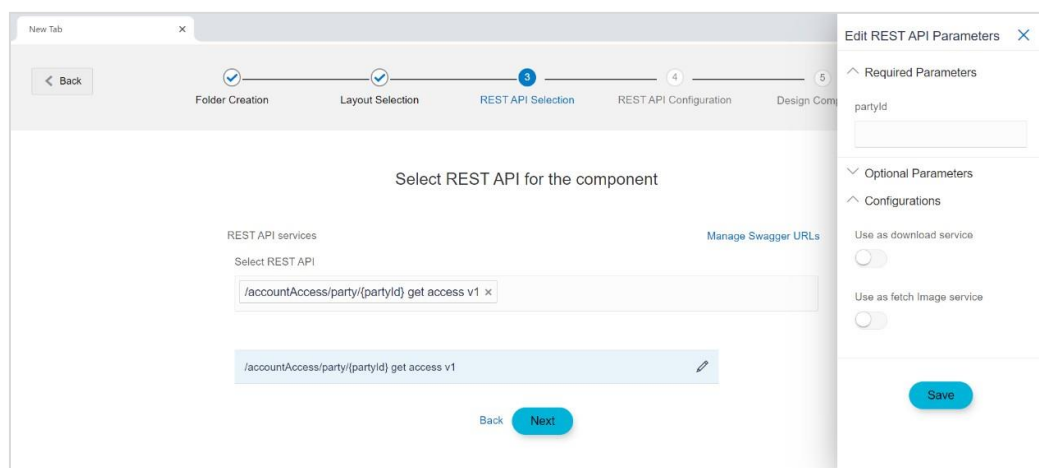 New Tab
Back
3
4
5
Folder Creation
Layout Selection
REST API Selection
REST API Configuration
Design Com
Select REST API for the component
REST API services
Manage Swagger URLs
Select REST API
/accountAccess/party/{partyId} get access v1 ×
/accountAccess/party/{partyId} get access v1
Back
Next
Edit REST API Parameters
Required Parameters
partyId
Optional Parameters
Configurations
Use as download service
Use as fetch Image service
Save